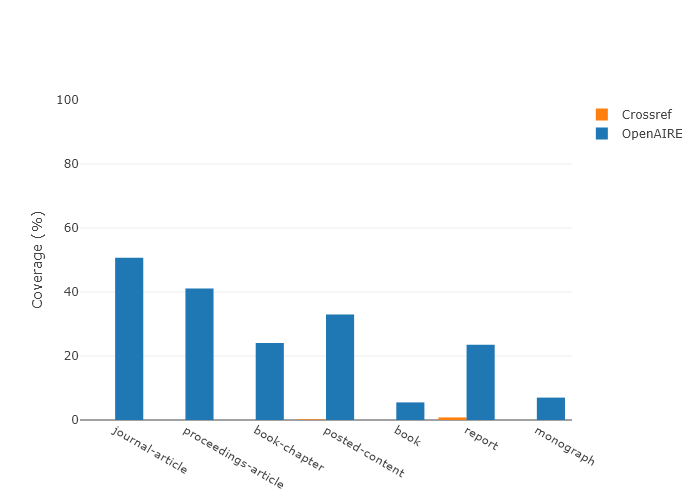 100
80
60
40
20
0
Coverage (%)
journal-article
proceedings-article
book-chapter
posted-content
book
report
monograph
Crossref
OpenAIRE